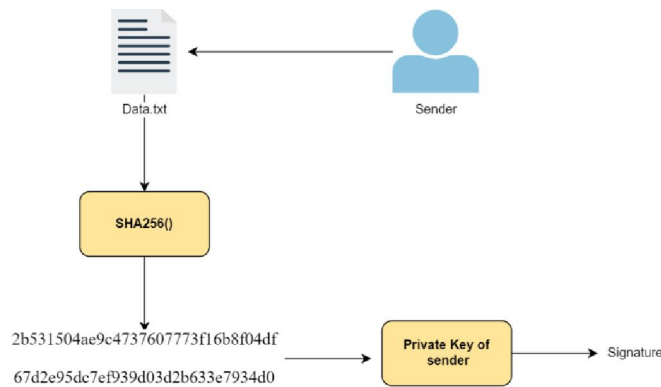 Data.txt
Sender
SHA256()
2b531504ae9c4737607773f16b8f04df
67d2e95dc7ef939d03d2b633e7934d0
Private Key of
sender
Signature